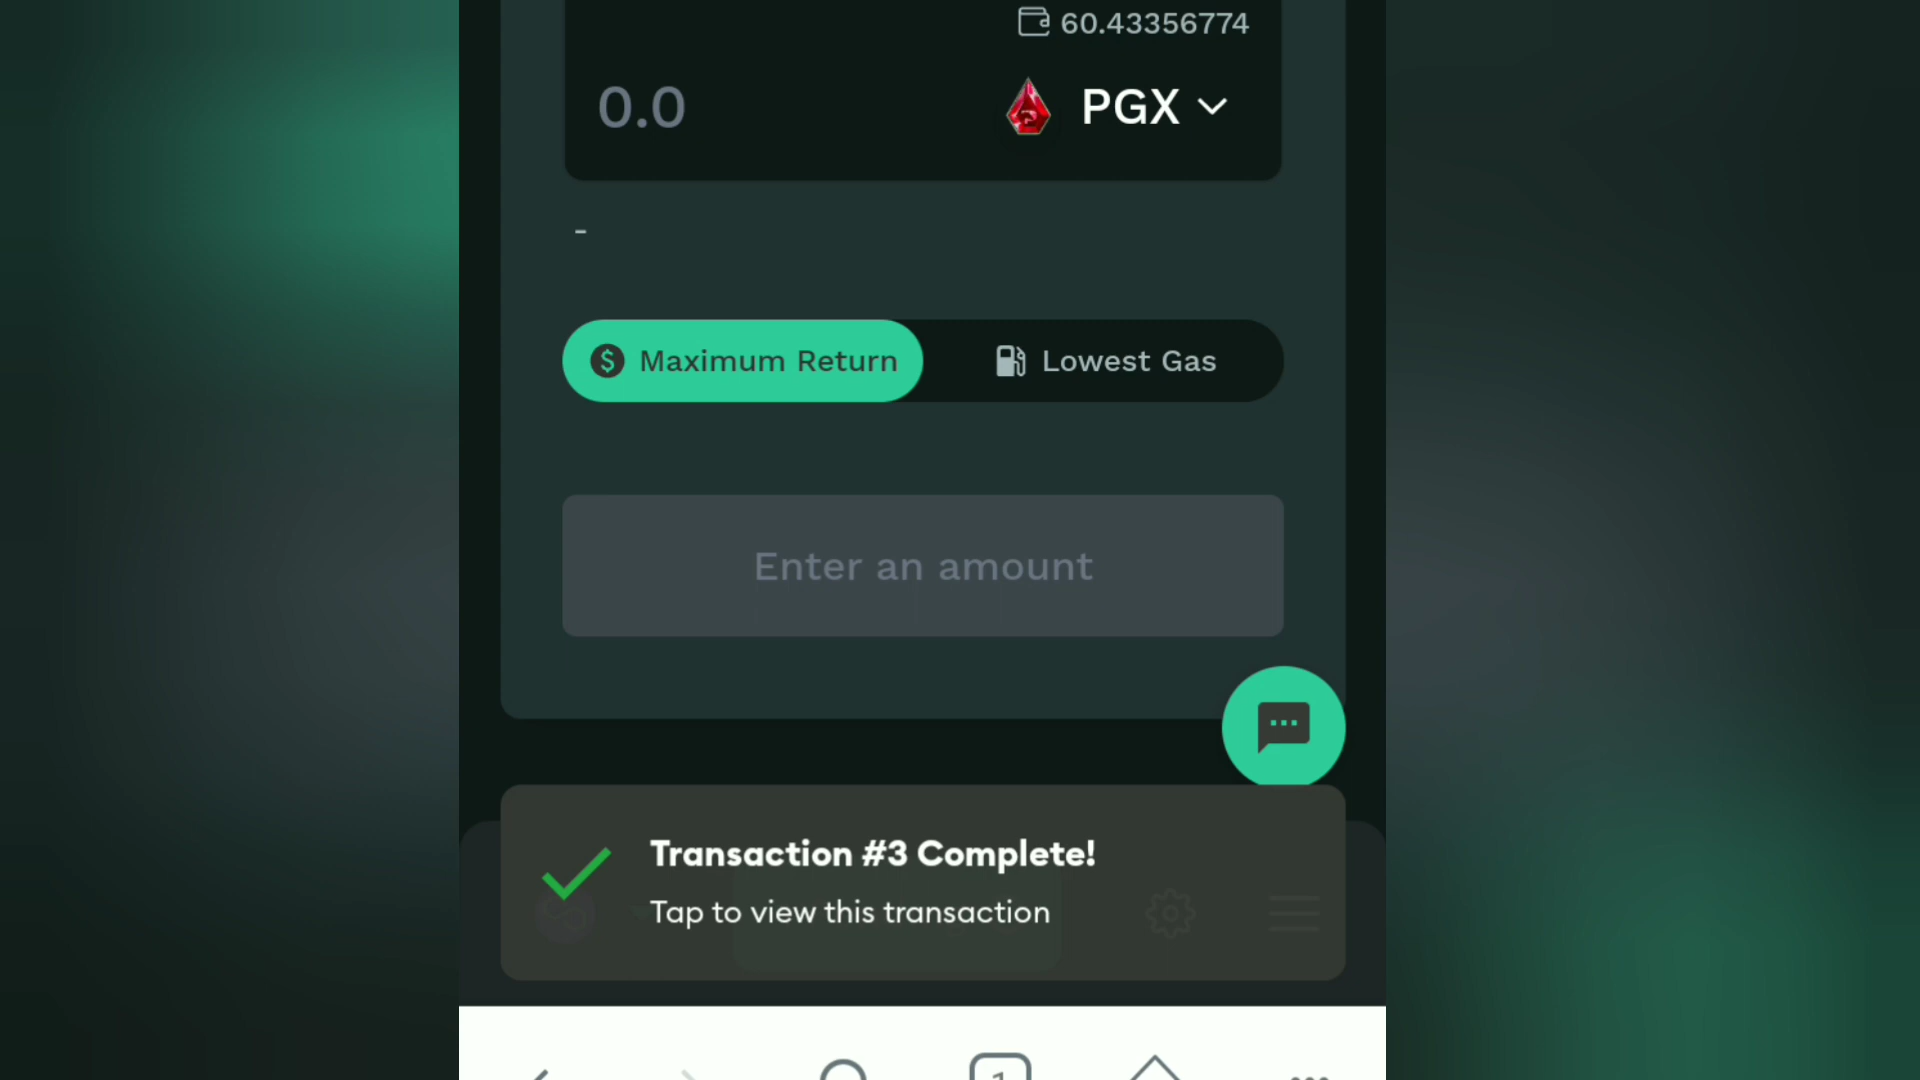 60.43356774
0.0 PGX
-
Maximum Return Lowest Gas
Enter an amount
Transaction #3 Complete!
Tap to view this transaction
1